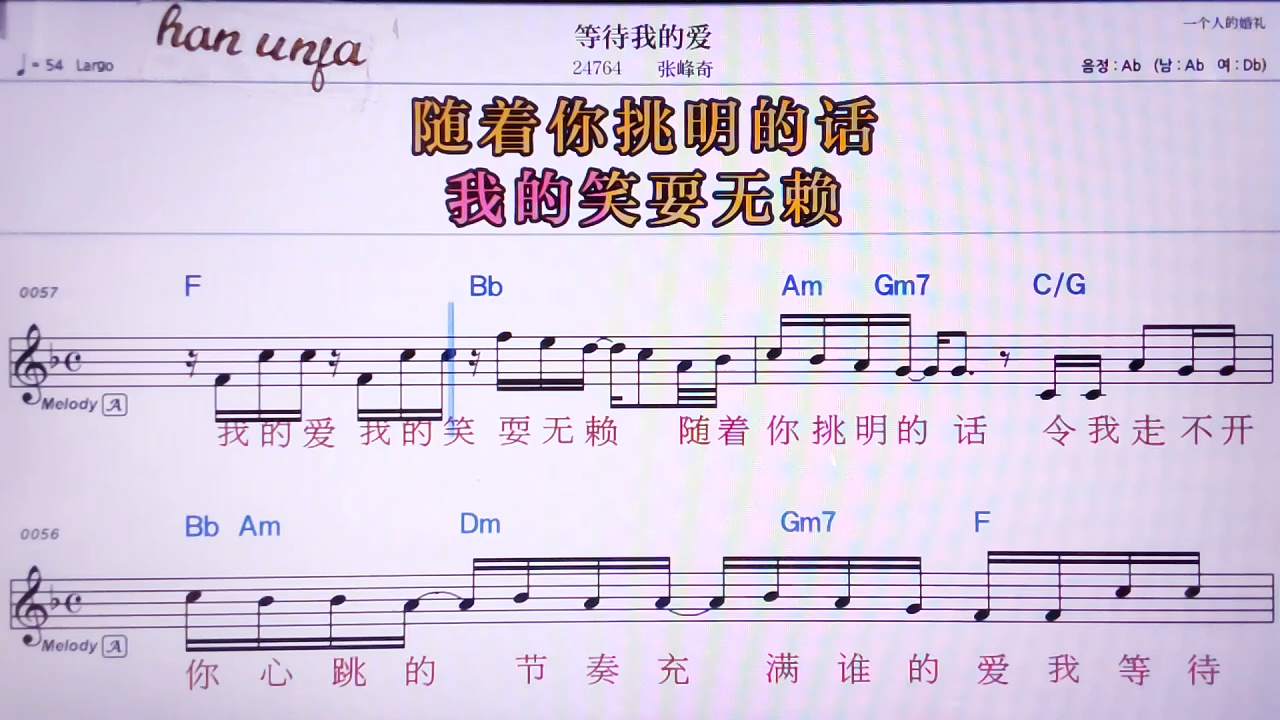 han unfa
等待我的爱
一个人的婚礼
♩= 54 Largo
24764 张峰奇
음정 : Ab (남 : Ab 여 : Db)
随着你挑明的话
我的笑耍无赖
0057
F Bb Am Gm7 C/G
Melody A
我的爱 我的笑 耍无赖 随着 你挑明的 话 令我走不开
0056
Bb Am Dm Gm7 F
Melody A
你心跳的 节奏充 满谁的爱我等待